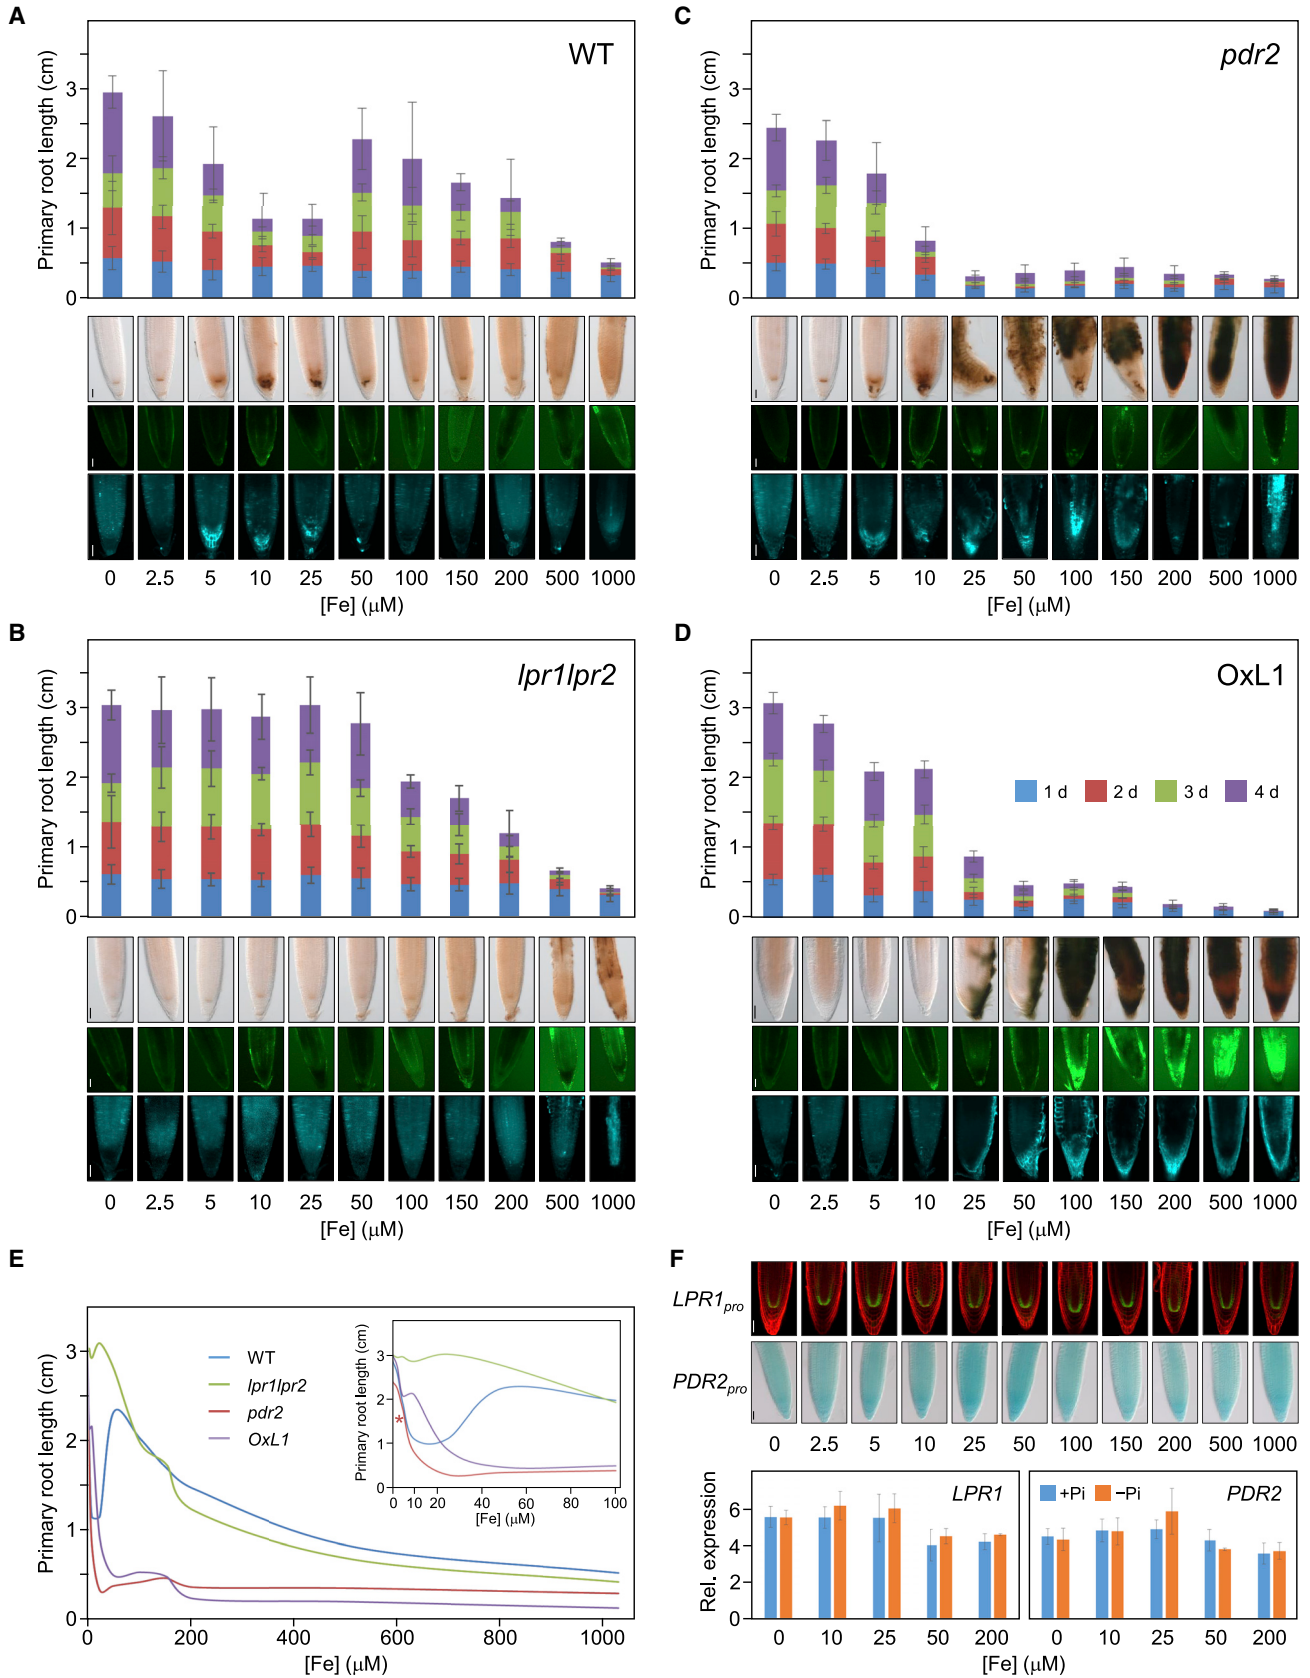 A
WT
Primary root length (cm)
3
2
1
0
0 2.5 5 10 25 50 100 150 200 500 1000
[Fe] (μM)
C
pdr2
Primary root length (cm)
3
2
1
0
0 2.5 5 10 25 50 100 150 200 500 1000
[Fe] (μM)
B
lpr1lpr2
Primary root length (cm)
3
2
1
0
0 2.5 5 10 25 50 100 150 200 500 1000
[Fe] (μM)
D
OxL1
Primary root length (cm)
3
2
1
0
1 d 2 d 3 d 4 d
0 2.5 5 10 25 50 100 150 200 500 1000
[Fe] (μM)
E
Primary root length (cm)
3
2
1
0
WT
lpr1lpr2
pdr2
OxL1
0 200 400 600 800 1000
[Fe] (μM)
Primary root length (cm)
3
2
1
0
*
0 10 20 40 60 80 100
[Fe] (μM)
F
LPR1pro
PDR2pro
0 2.5 5 10 25 50 100 150 200 500 1000
Rel. expression
6
4
2
0
LPR1
0 10 25 50 200
+Pi −Pi
PDR2
0 10 25 50 200
[Fe] (μM)